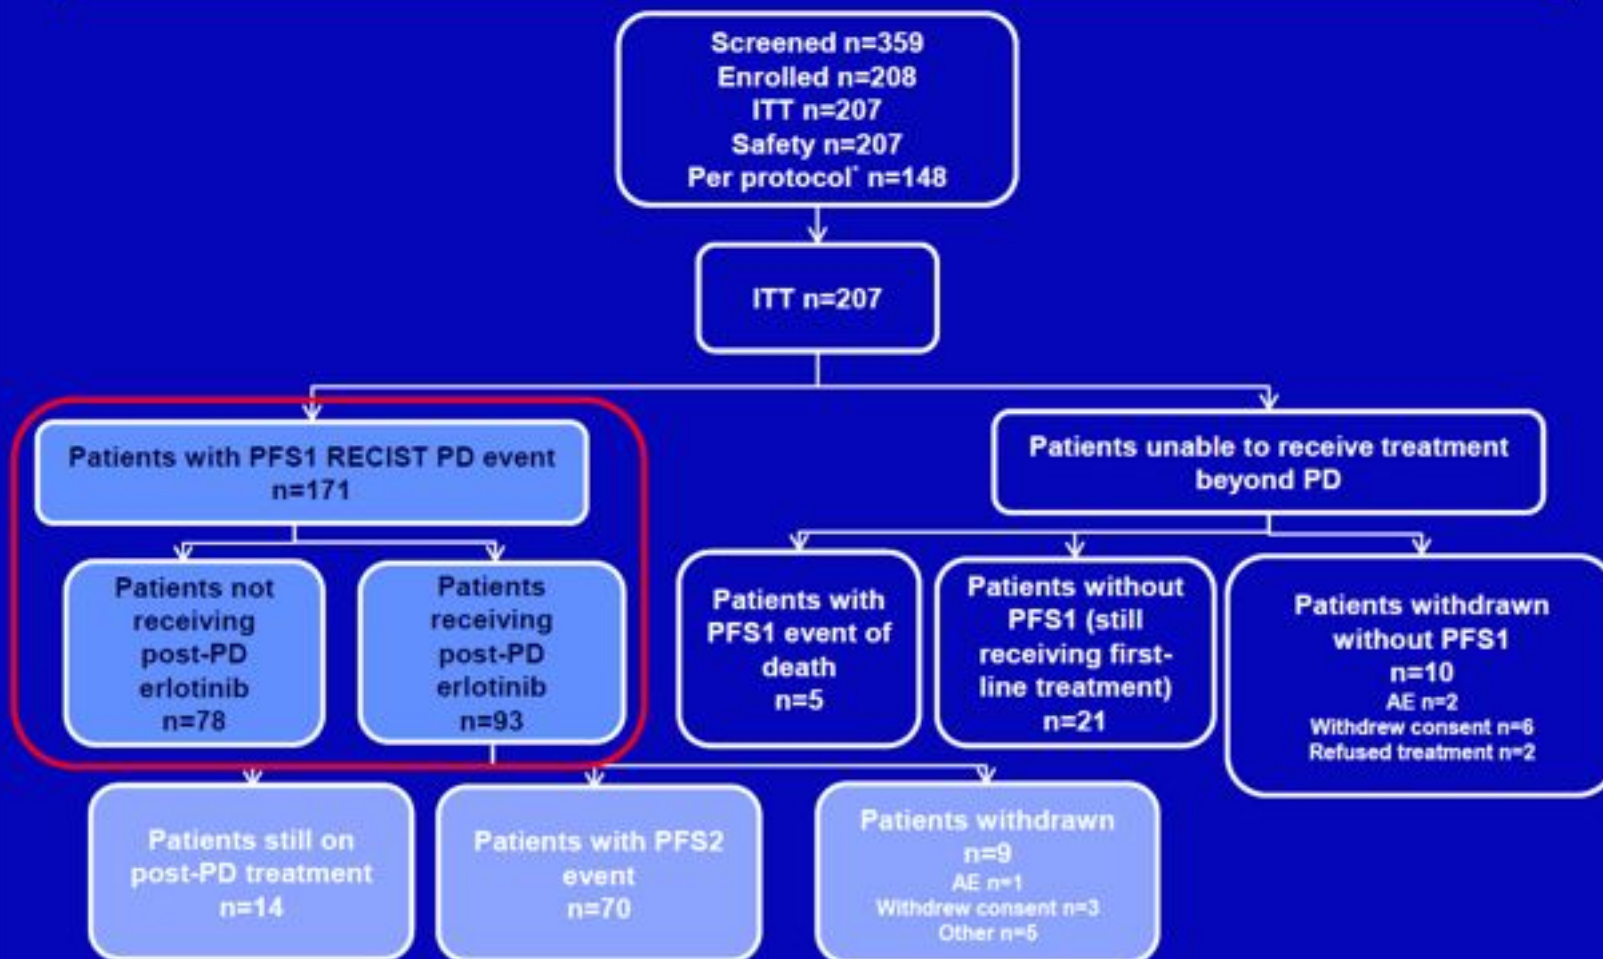 Screened n=359
Enrolled n=208
ITT n=207
Safety n=207
Per protocol* n=148
ITT n=207
Patients with PFS1 RECIST PD event
n=171
Patients unable to receive treatment
beyond PD
Patients not
receiving
post-PD
erlotinib
n=78
Patients
receiving
post-PD
erlotinib
n=93
Patients with
PFS1 event of
death
n=5
Patients without
PFS1 (still
receiving first-
line treatment)
n=21
Patients withdrawn
without PFS1
n=10
AE n=2
Withdrew consent n=6
Refused treatment n=2
Patients still on
post-PD treatment
n=14
Patients with PFS2
event
n=70
Patients withdrawn
n=9
AE n=1
Withdrew consent n=3
Other n=5